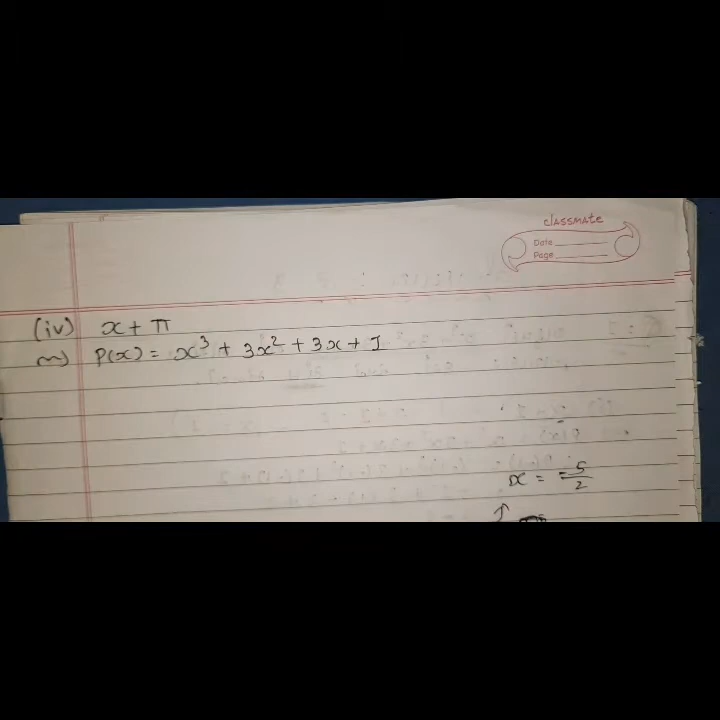 classmate
Date
Page
(iv) x + π
P(x) = x³ + 3x² + 3x + 1
x = -5/2